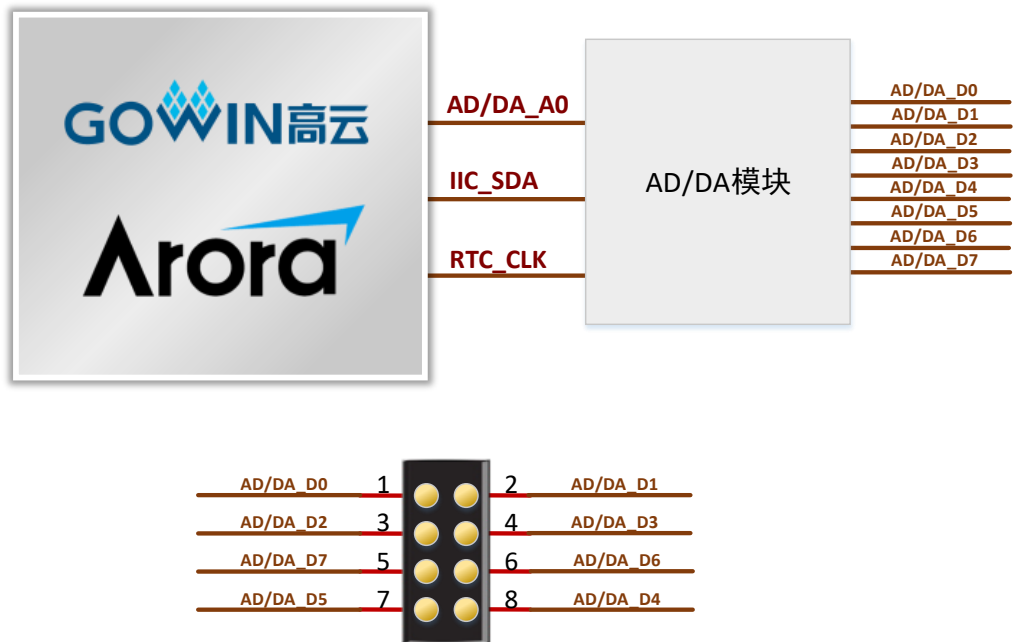 GOWIN高云
Arora
AD/DA_A0
IIC_SDA
RTC_CLK
AD/DA模块
AD/DA_D0
AD/DA_D1
AD/DA_D2
AD/DA_D3
AD/DA_D4
AD/DA_D5
AD/DA_D6
AD/DA_D7
AD/DA_D0 1 2 AD/DA_D1
AD/DA_D2 3 4 AD/DA_D3
AD/DA_D7 5 6 AD/DA_D6
AD/DA_D5 7 8 AD/DA_D4